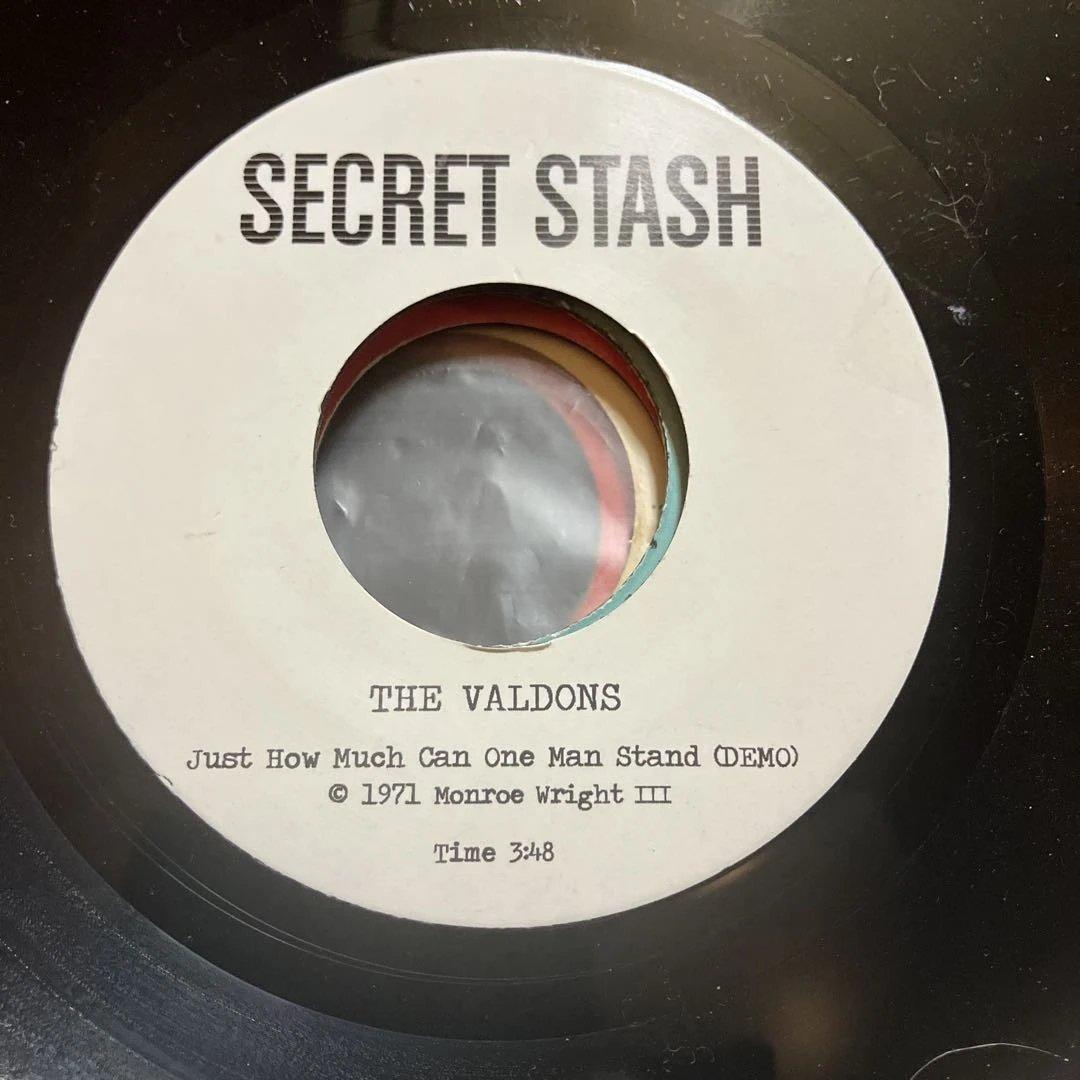 SECRET STASH
THE VALDONS
Just How Much Can One Man Stand (DEMO)
© 1971 Monroe Wright III
Time 3:48